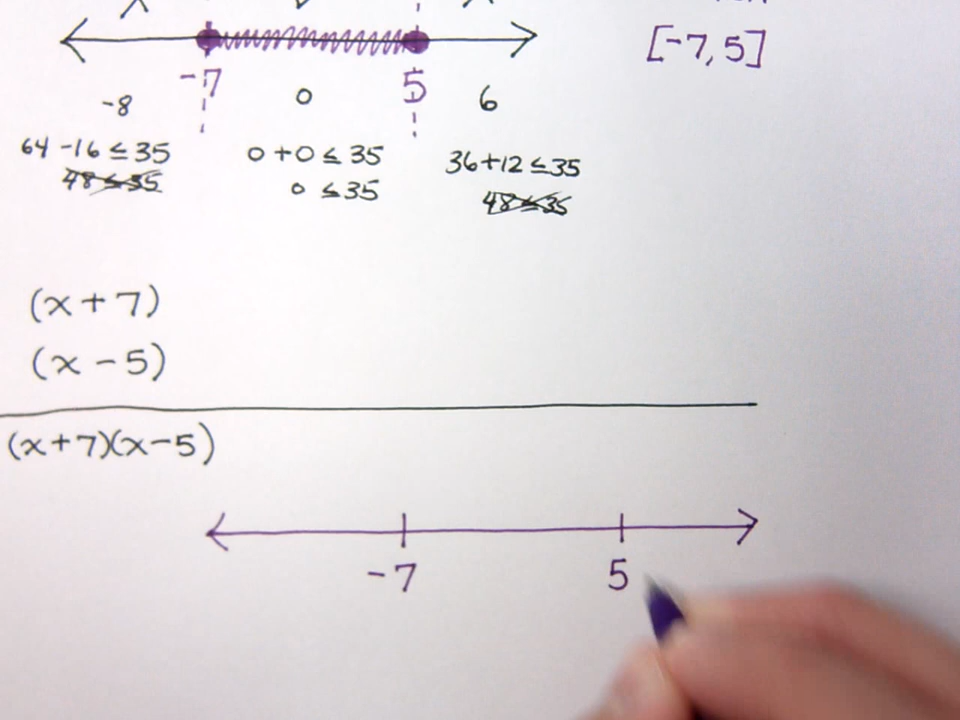 [-7, 5]
-7 5
-8 0 6
64 -16 ≤ 35 0 +0 ≤ 35 36+12 ≤ 35
48 ≤ 35 0 ≤ 35 48 ≤ 35
(x + 7)
(x - 5)
(x+7)(x-5)
-7 5